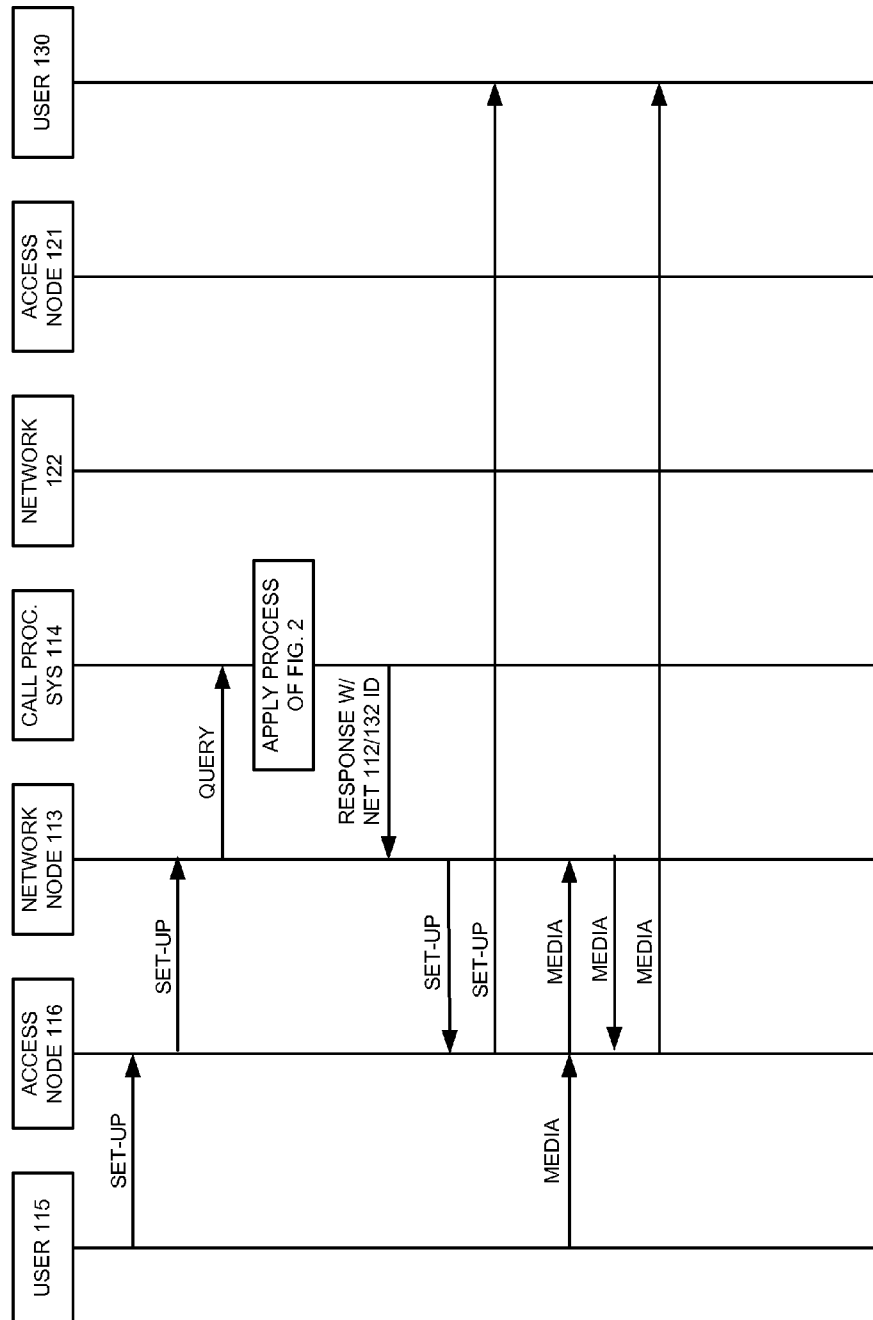 USER 115
ACCESS
NODE 116
NETWORK
NODE 113
CALL PROC.
SYS 114
NETWORK
122
ACCESS
NODE 121
USER 130
SET-UP
SET-UP
QUERY
APPLY PROCESS
OF FIG. 2
RESPONSE W/
NET 112/132 ID
SET-UP
SET-UP
MEDIA
MEDIA
MEDIA
MEDIA